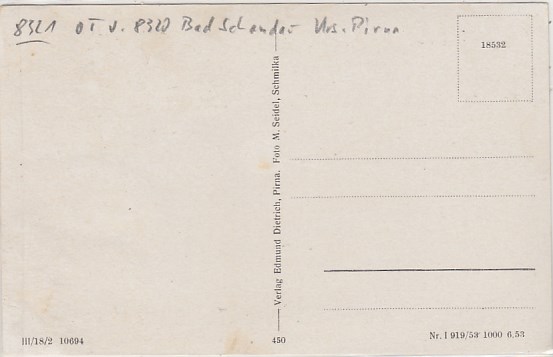 8321 OT v. 8320 Bad Schandau Krs. Pirna
18532
Verlag Edmund Dietrich, Pirna. Foto M. Seidel, Schmilka
III/18/2 10694
450
Nr. I 919/53 1000 6.53